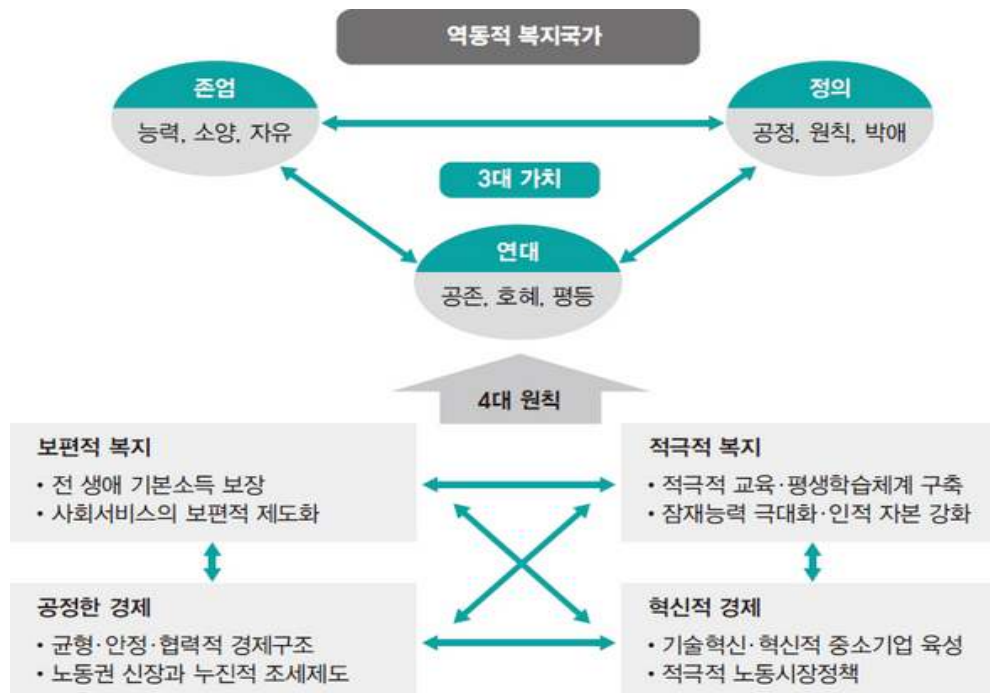 역동적 복지국가
존엄
능력, 소양, 자유
정의
공정, 원칙, 박애
3대 가치
연대
공존, 호혜, 평등
4대 원칙
보편적 복지
• 전 생애 기본소득 보장
• 사회서비스의 보편적 제도화
적극적 복지
• 적극적 교육·평생학습체계 구축
• 잠재능력 극대화·인적 자본 강화
공정한 경제
• 균형·안정·협력적 경제구조
• 노동권 신장과 누진적 조세제도
혁신적 경제
• 기술혁신·혁신적 중소기업 육성
• 적극적 노동시장정책